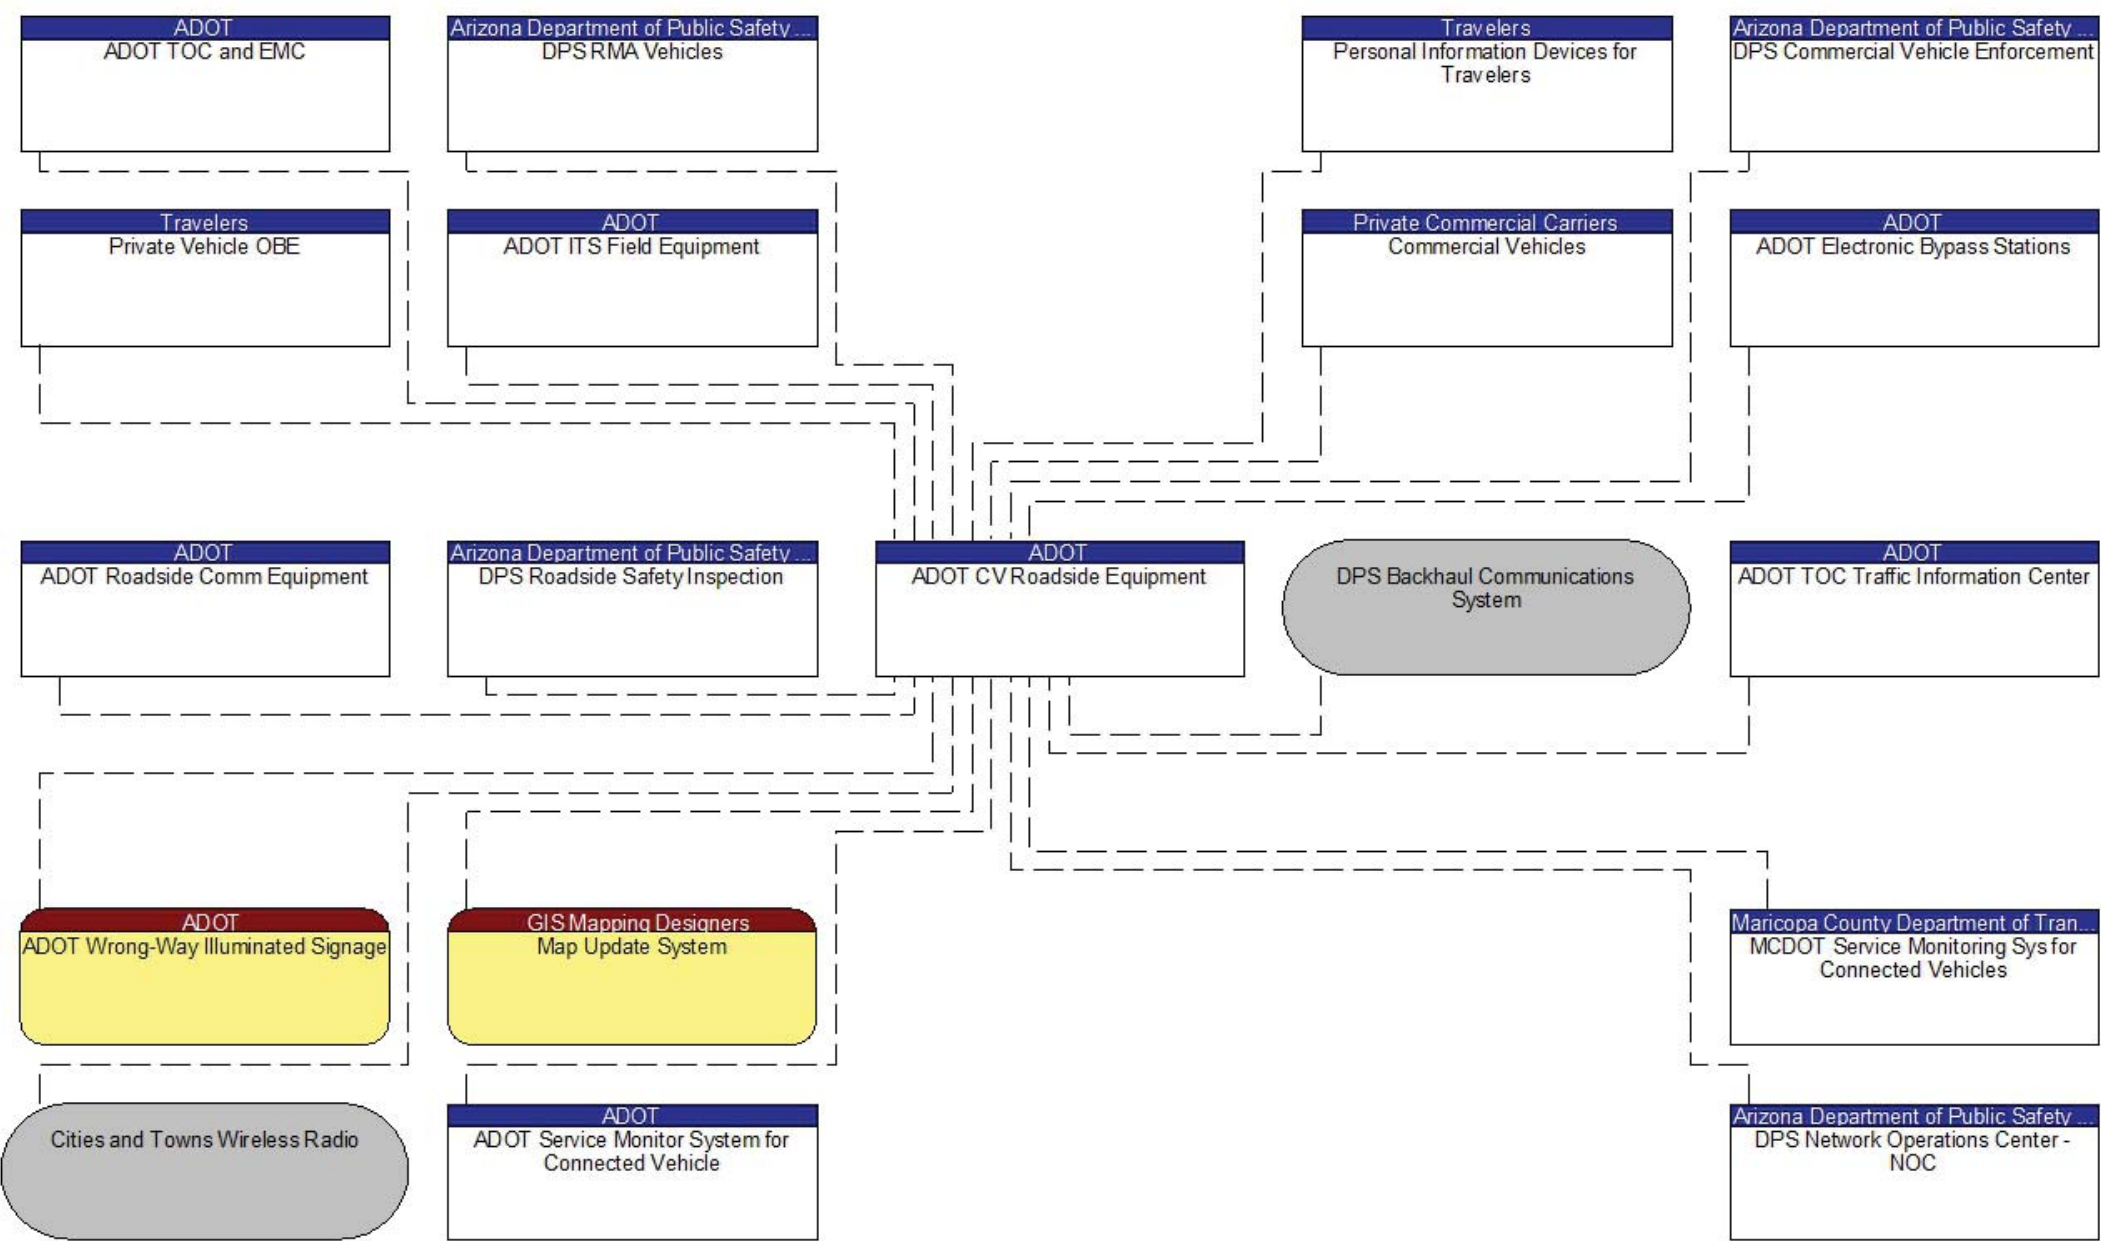 ADOT
ADOT TOC and EMC
Arizona Department of Public Safety ...
DPS RMA Vehicles
Travelers
Personal Information Devices for
Travelers
Arizona Department of Public Safety ...
DPS Commercial Vehicle Enforcement
Travelers
Private Vehicle OBE
ADOT
ADOT ITS Field Equipment
Private Commercial Carriers
Commercial Vehicles
ADOT
ADOT Electronic Bypass Stations
ADOT
ADOT Roadside Comm Equipment
Arizona Department of Public Safety ...
DPS Roadside Safety Inspection
ADOT
ADOT CV Roadside Equipment
DPS Backhaul Communications
System
ADOT
ADOT TOC Traffic Information Center
ADOT
ADOT Wrong-Way Illuminated Signage
GIS Mapping Designers
Map Update System
Maricopa County Department of Tran...
MCDOT Service Monitoring Sys for
Connected Vehicles
Cities and Towns Wireless Radio
ADOT
ADOT Service Monitor System for
Connected Vehicle
Arizona Department of Public Safety ...
DPS Network Operations Center -
NOC